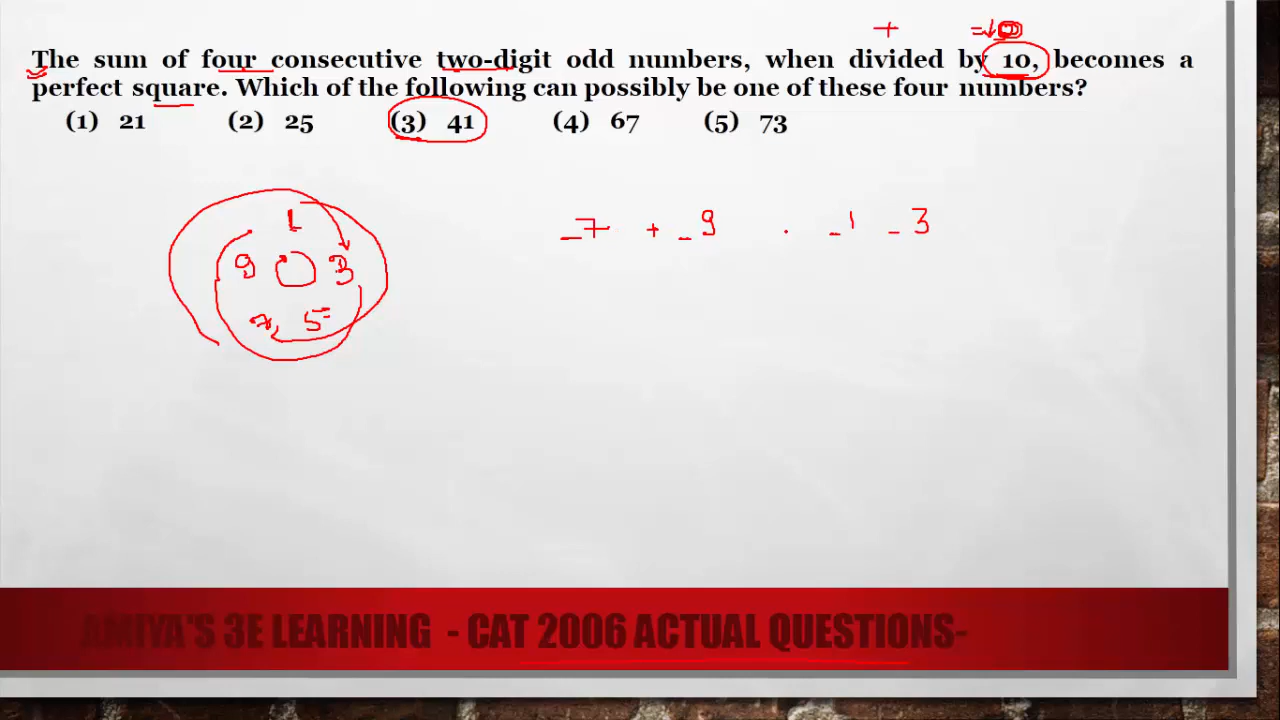 + =10
The sum of four consecutive two-digit odd numbers, when divided by 10, becomes a
perfect square. Which of the following can possibly be one of these four numbers?
(1) 21 (2) 25 (3) 41 (4) 67 (5) 73
1
9 3
7 5
_7 + _9 . _1 _3
AMIYA'S 3E LEARNING - CAT 2006 ACTUAL QUESTIONS-